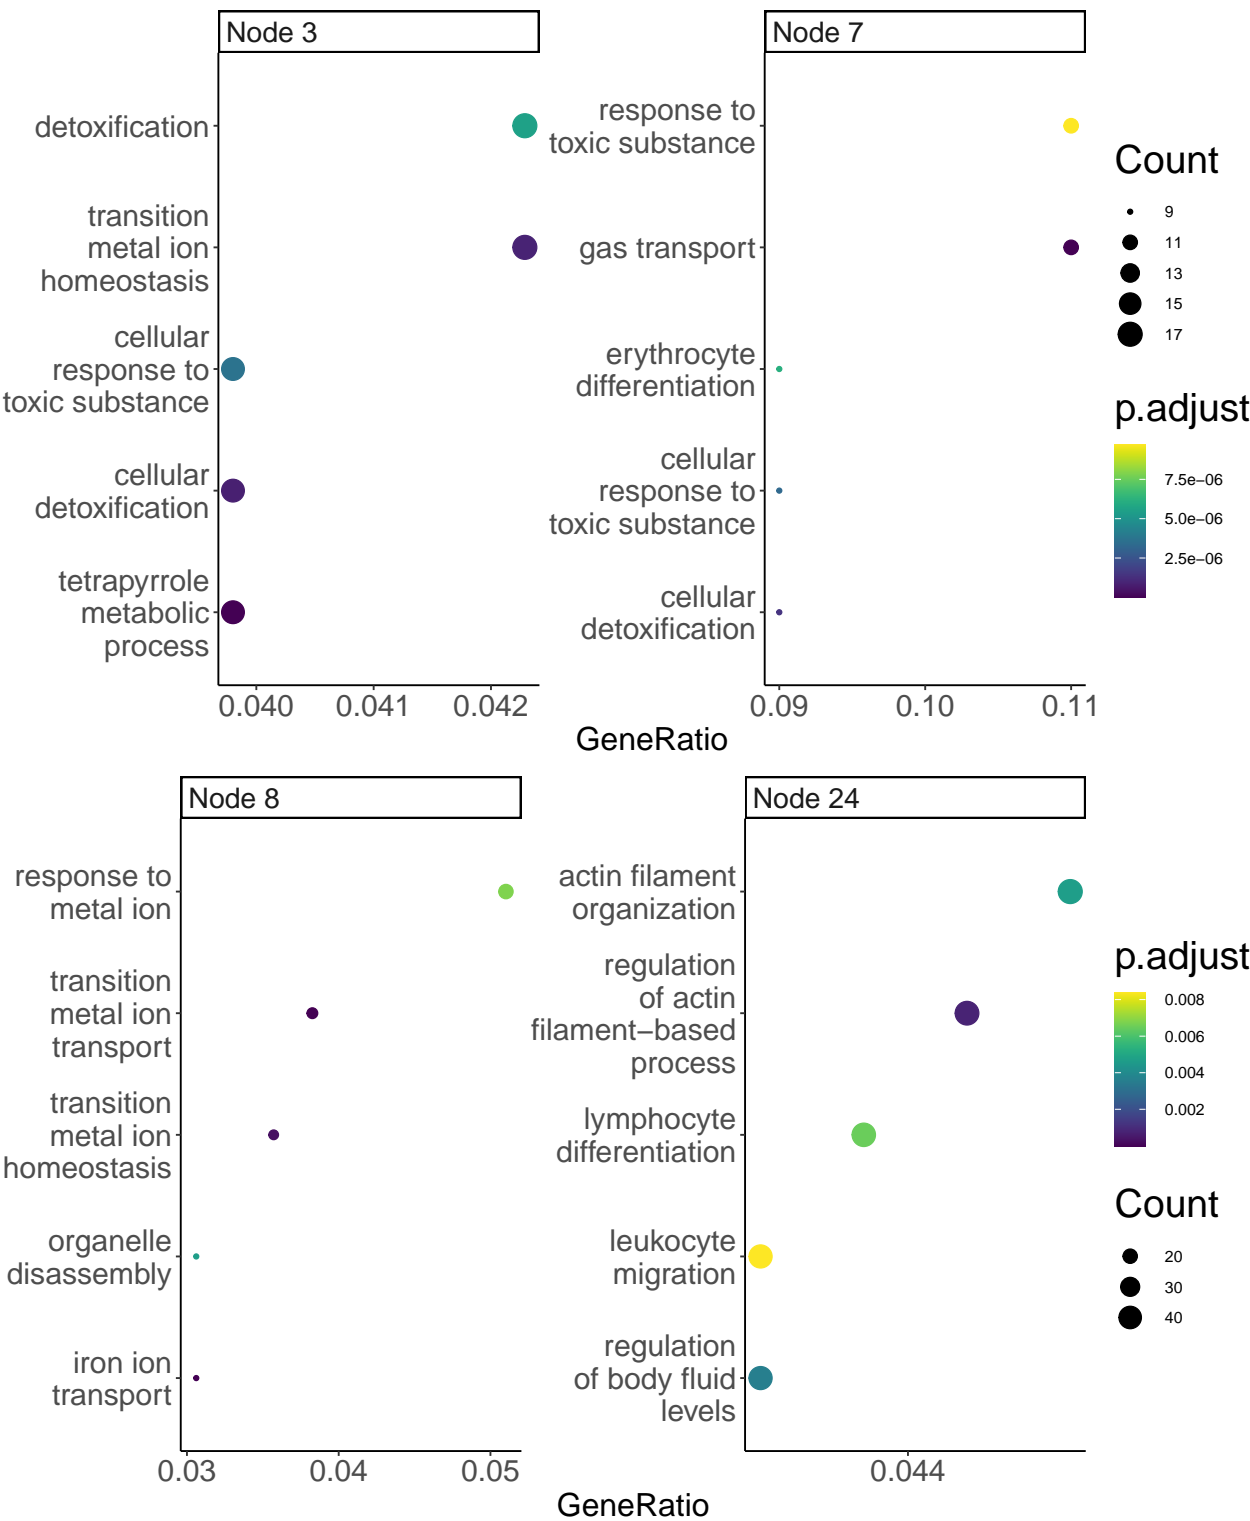 Node 3
detoxification
transition
metal ion
homeostasis
cellular
response to
toxic substance
cellular
detoxification
tetrapyrrole
metabolic
process
0.040
0.041
0.042
Node 7
response to
toxic substance
gas transport
erythrocyte
differentiation
cellular
response to
toxic substance
cellular
detoxification
0.09
0.10
0.11
GeneRatio
Count
9
11
13
15
17
p.adjust
7.5e−06
5.0e−06
2.5e−06
Node 8
response to
metal ion
transition
metal ion
transport
transition
metal ion
homeostasis
organelle
disassembly
iron ion
transport
0.03
0.04
0.05
Node 24
actin filament
organization
regulation
of actin
filament−based
process
lymphocyte
differentiation
leukocyte
migration
regulation
of body fluid
levels
0.044
GeneRatio
p.adjust
0.008
0.006
0.004
0.002
Count
20
30
40